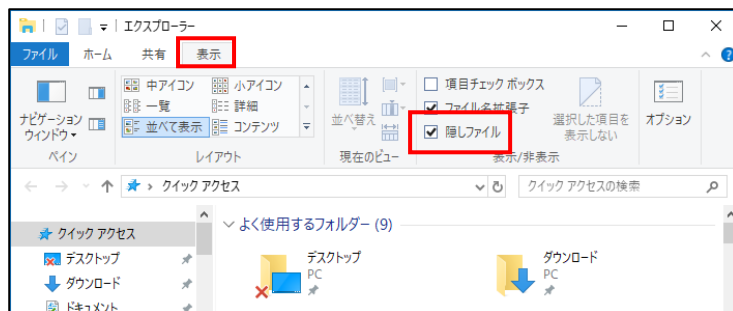 エクスプローラー
ファイル ホーム 共有 表示
ナビゲーション ウィンドウ
中アイコン 小アイコン
一覧 詳細
並べて表示 コンテンツ
並べ替え
項目チェック ボックス
ファイル名拡張子
隠しファイル
選択した項目を
表示しない
オプション
ペイン レイアウト 現在のビュー 表示/非表示
クイック アクセス
クイック アクセスの検索
クイック アクセス
デスクトップ
ダウンロード
ドキュメント
よく使用するフォルダー (9)
デスクトップ
PC
ダウンロード
PC